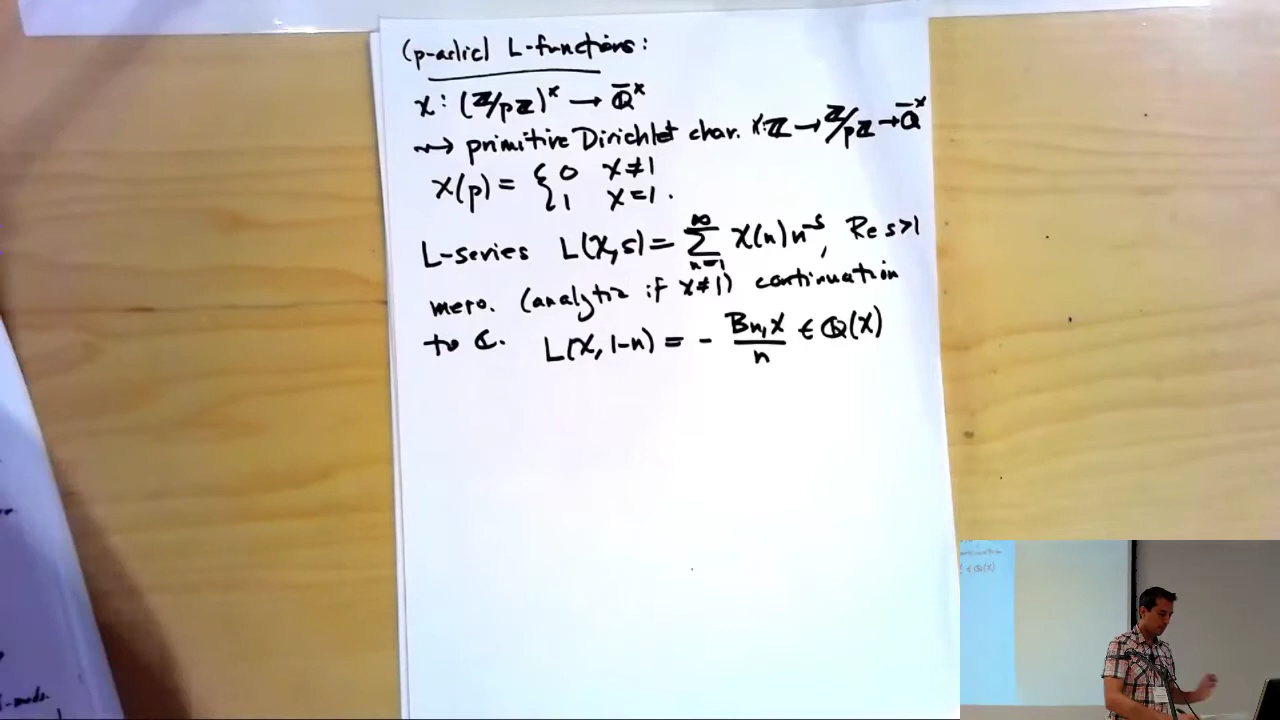 (p-adic) L-functions:
χ : (ℤ/pℤ)^× → ℚ̄^×
⇝ primitive Dirichlet char. χ: ℤ → ℤ/pℤ → ℚ̄^×
χ(p) = { 0 χ≠1
1 χ=1.
L-series L(χ,s) = ∑_{n=1}^∞ χ(n) n^{-s}, Re s>1
mero. (analytic if χ≠1) continuation
to ℂ. L(χ, 1-n) = - B_{n,χ}/n ∈ ℚ(χ)